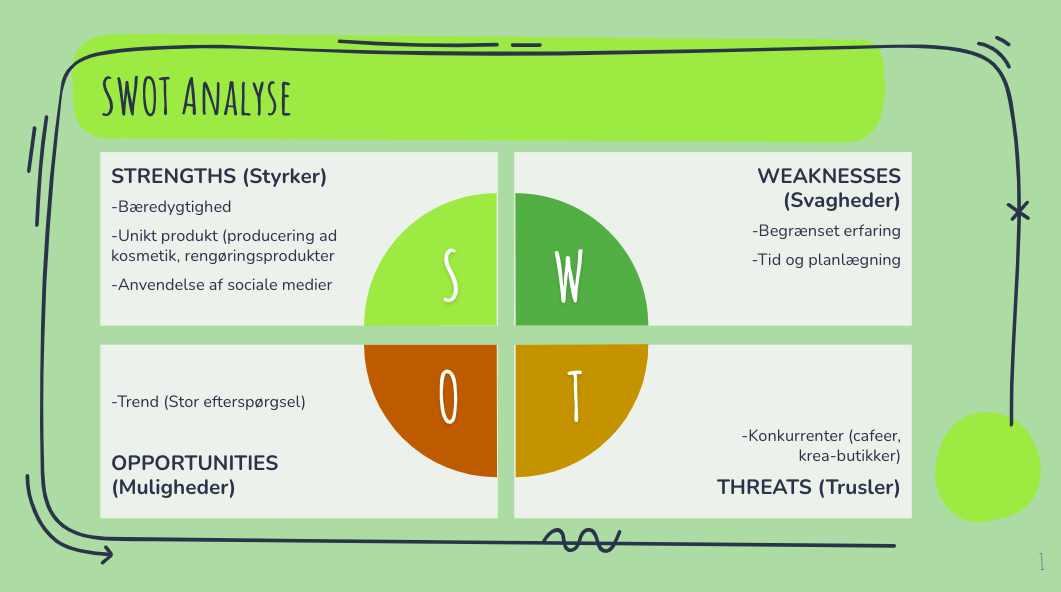 SWOT ANALYSE
STRENGTHS (Styrker)
-Bæredygtighed
-Unikt produkt (producering ad
kosmetik, rengøringsprodukter
-Anvendelse af sociale medier
S
W
WEAKNESSES
(Svagheder)
-Begrænset erfaring
-Tid og planlægning
-Trend (Stor efterspørgsel)
OPPORTUNITIES
(Muligheder)
O
T
-Konkurrenter (cafeer,
krea-butikker)
THREATS (Trusler)
1